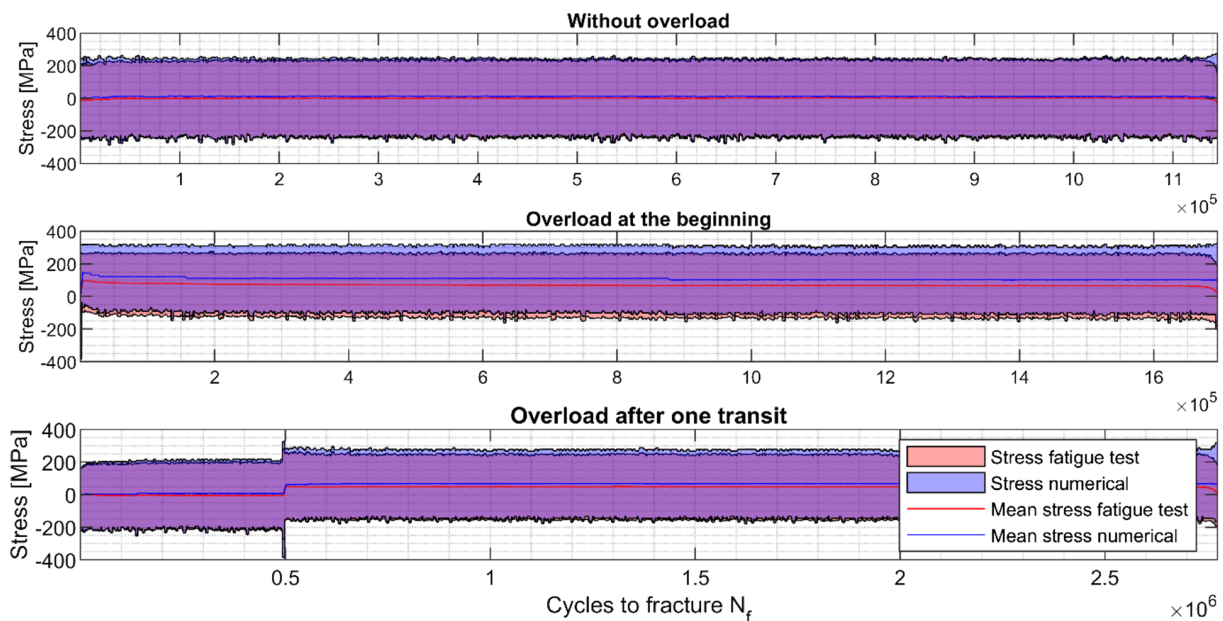 Without overload
Stress [MPa]
400
200
0
-200
-400
1 2 3 4 5 6 7 8 9 10 11
×10^5
Overload at the beginning
Stress [MPa]
400
200
0
-200
-400
2 4 6 8 10 12 14 16
×10^5
Overload after one transit
Stress [MPa]
400
200
0
-200
-400
Stress fatigue test
Stress numerical
Mean stress fatigue test
Mean stress numerical
0.5 1 1.5 2 2.5
Cycles to fracture N_f
×10^6